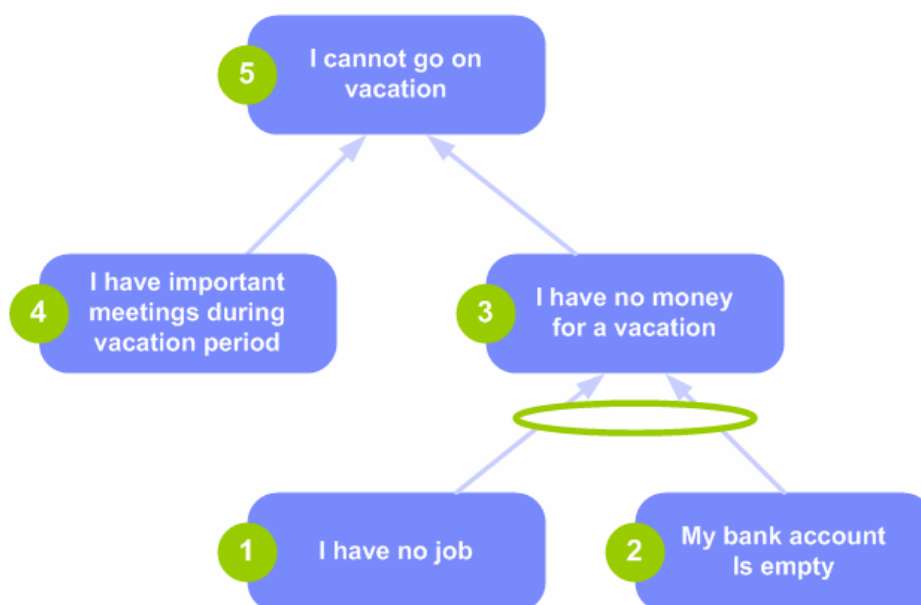 5
I cannot go on
vacation
4
I have important
meetings during
vacation period
3
I have no money
for a vacation
1
I have no job
2
My bank account
Is empty